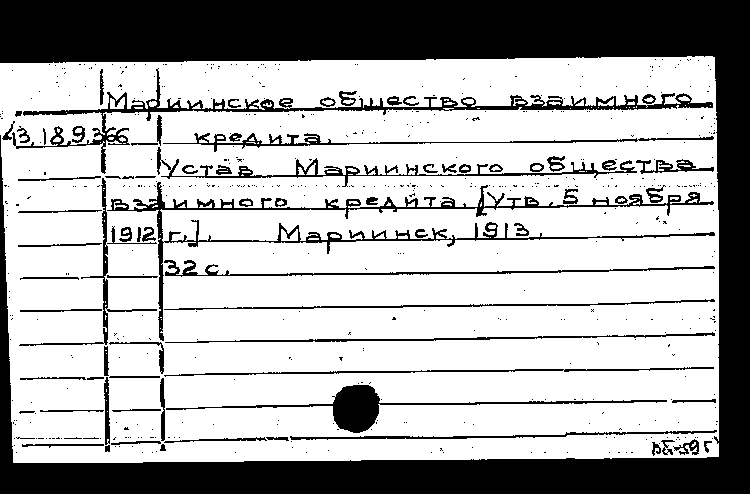 Мариинское общество взаимного
43.18.9.366 кредита.
Устав Мариинского общества
взаимного кредита. [Утв. 5 ноября
1912 г.]. Мариинск, 1913.
32 с.